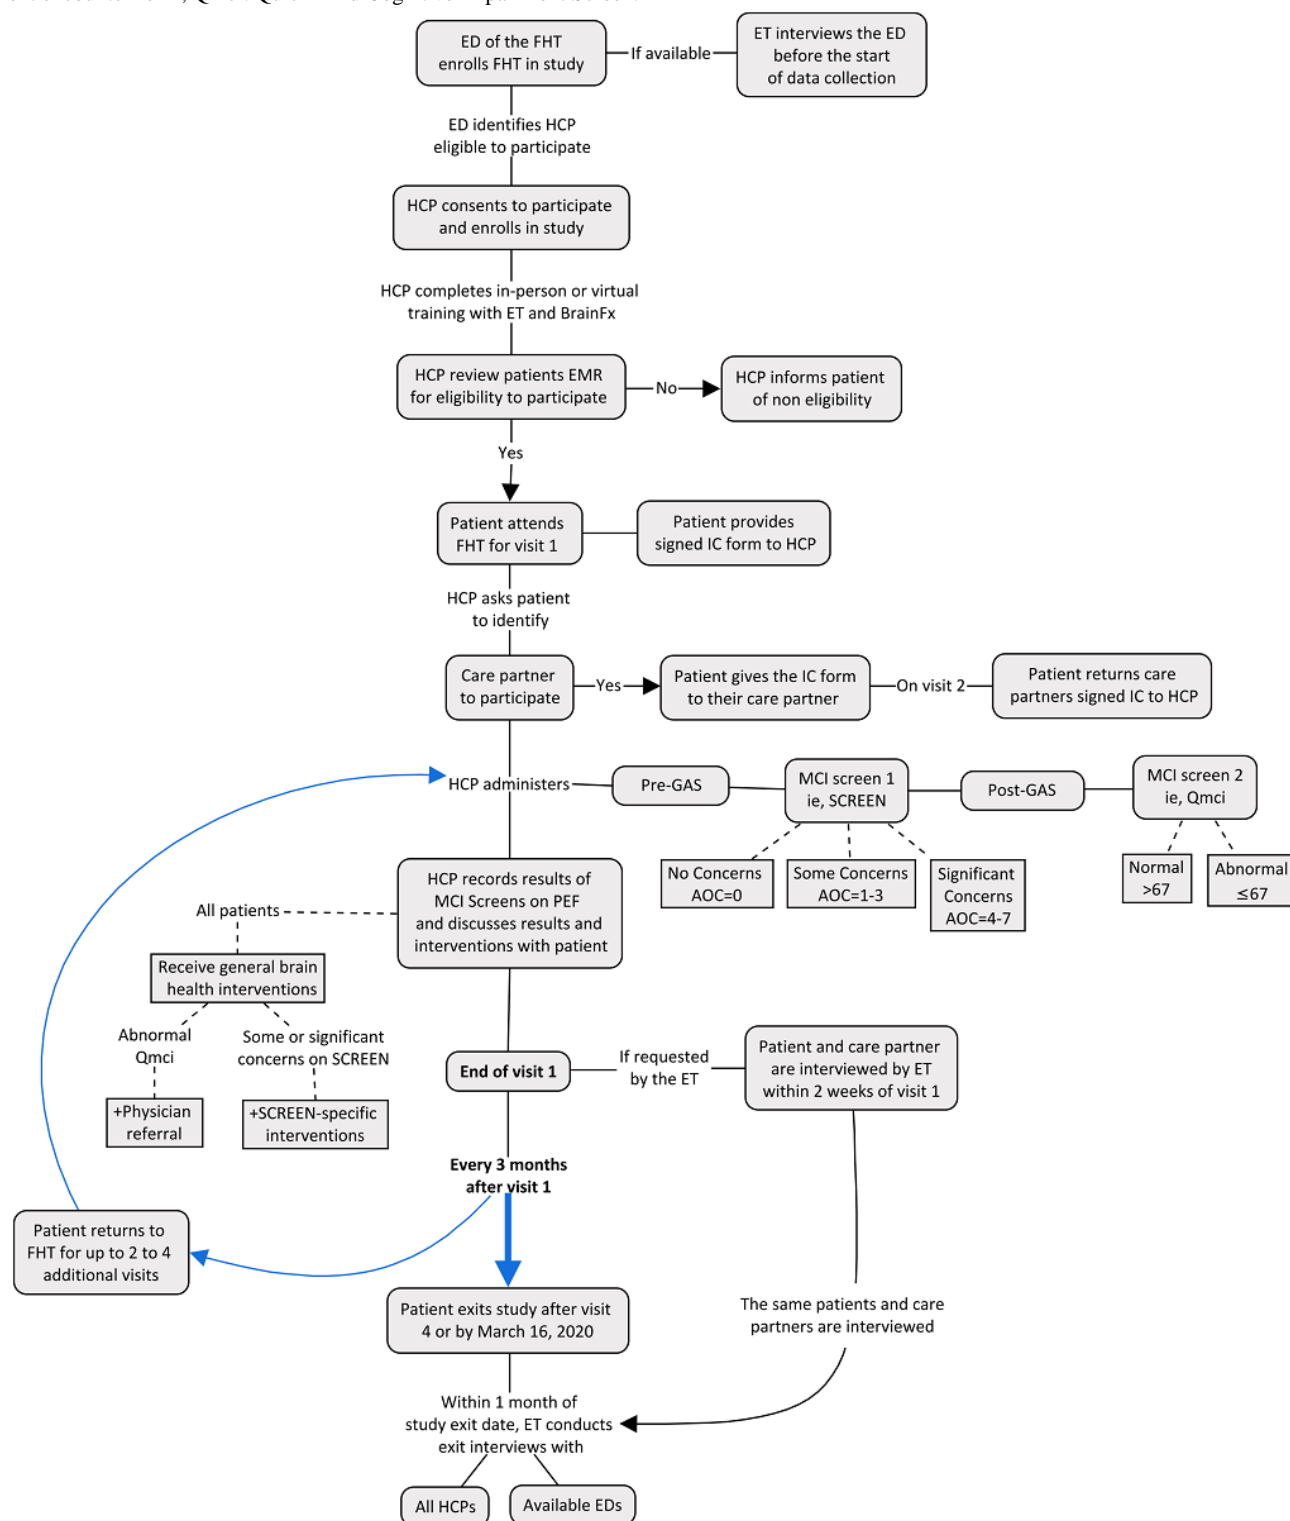 ED of the FHT
enrolls FHT in study
If available
ET interviews the ED
before the start
of data collection
ED identifies HCP
eligible to participate
HCP consents to participate
and enrolls in study
HCP completes in-person or virtual
training with ET and BrainFx
HCP review patients EMR
for eligibility to participate
No
HCP informs patient
of non eligibility
Yes
Patient attends
FHT for visit 1
Patient provides
signed IC form to HCP
HCP asks patient
to identify
Care partner
to participate
Yes
Patient gives the IC form
to their care partner
On visit 2
Patient returns care
partners signed IC to HCP
HCP administers
Pre-GAS
MCI screen 1
ie, SCREEN
Post-GAS
MCI screen 2
ie, Qmci
No Concerns
AOC=0
Some Concerns
AOC=1-3
Significant
Concerns
AOC=4-7
Normal
>67
Abnormal
≤67
HCP records results of
MCI Screens on PEF
and discusses results and
interventions with patient
All patients
Receive general brain
health interventions
Abnormal
Qmci
Some or significant
concerns on SCREEN
+Physician
referral
+SCREEN-specific
interventions
End of visit 1
If requested
by the ET
Patient and care partner
are interviewed by ET
within 2 weeks of visit 1
Every 3 months
after visit 1
Patient returns to
FHT for up to 2 to 4
additional visits
Patient exits study after visit
4 or by March 16, 2020
The same patients and care
partners are interviewed
Within 1 month of
study exit date, ET conducts
exit interviews with
All HCPs
Available EDs